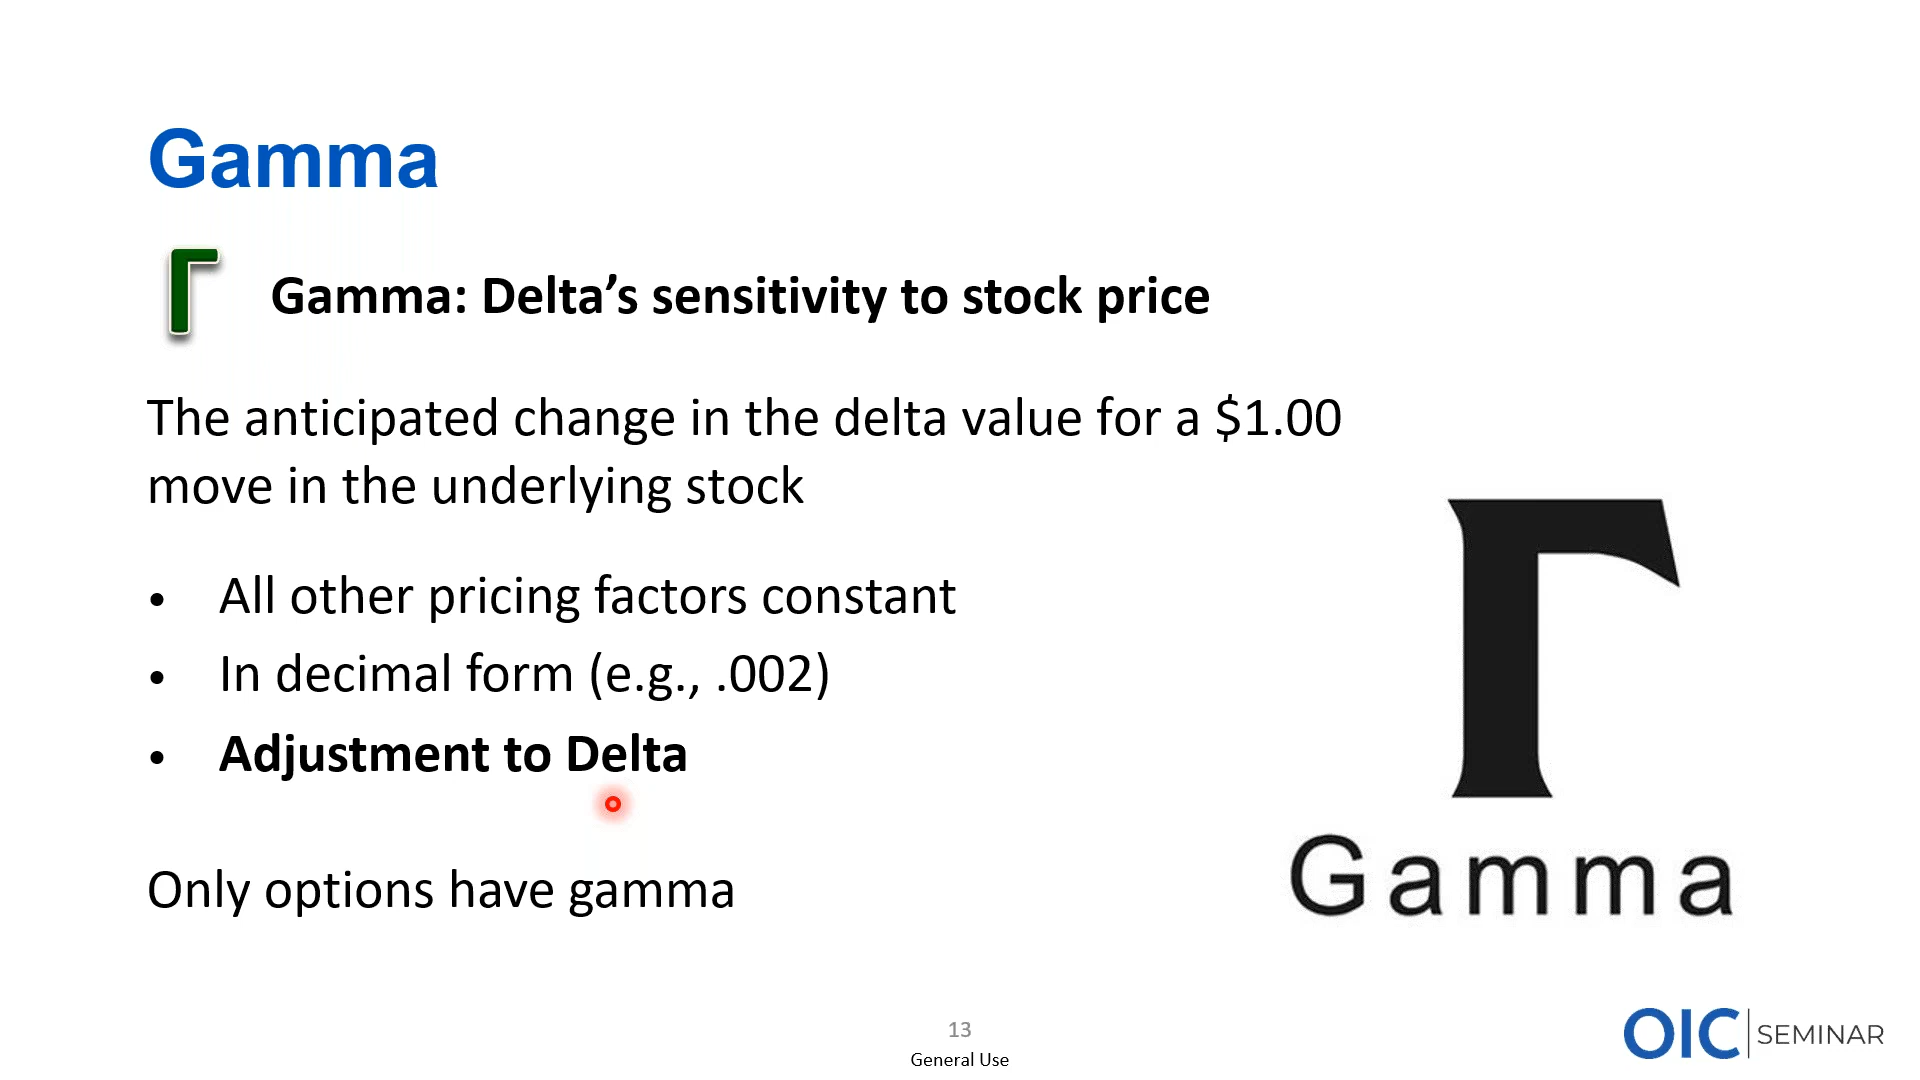 Gamma
Γ
Gamma: Delta’s sensitivity to stock price
The anticipated change in the delta value for a $1.00
move in the underlying stock
• All other pricing factors constant
• In decimal form (e.g., .002)
• Adjustment to Delta
Only options have gamma
Γ
Gamma
13
General Use
OIC SEMINAR